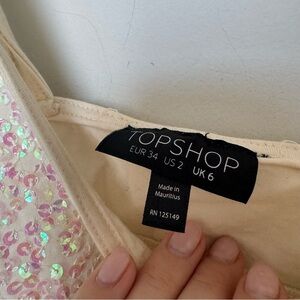 TOPSHOP
EUR 34 US 2 UK 6
Made in
Mauritius
RN 125149